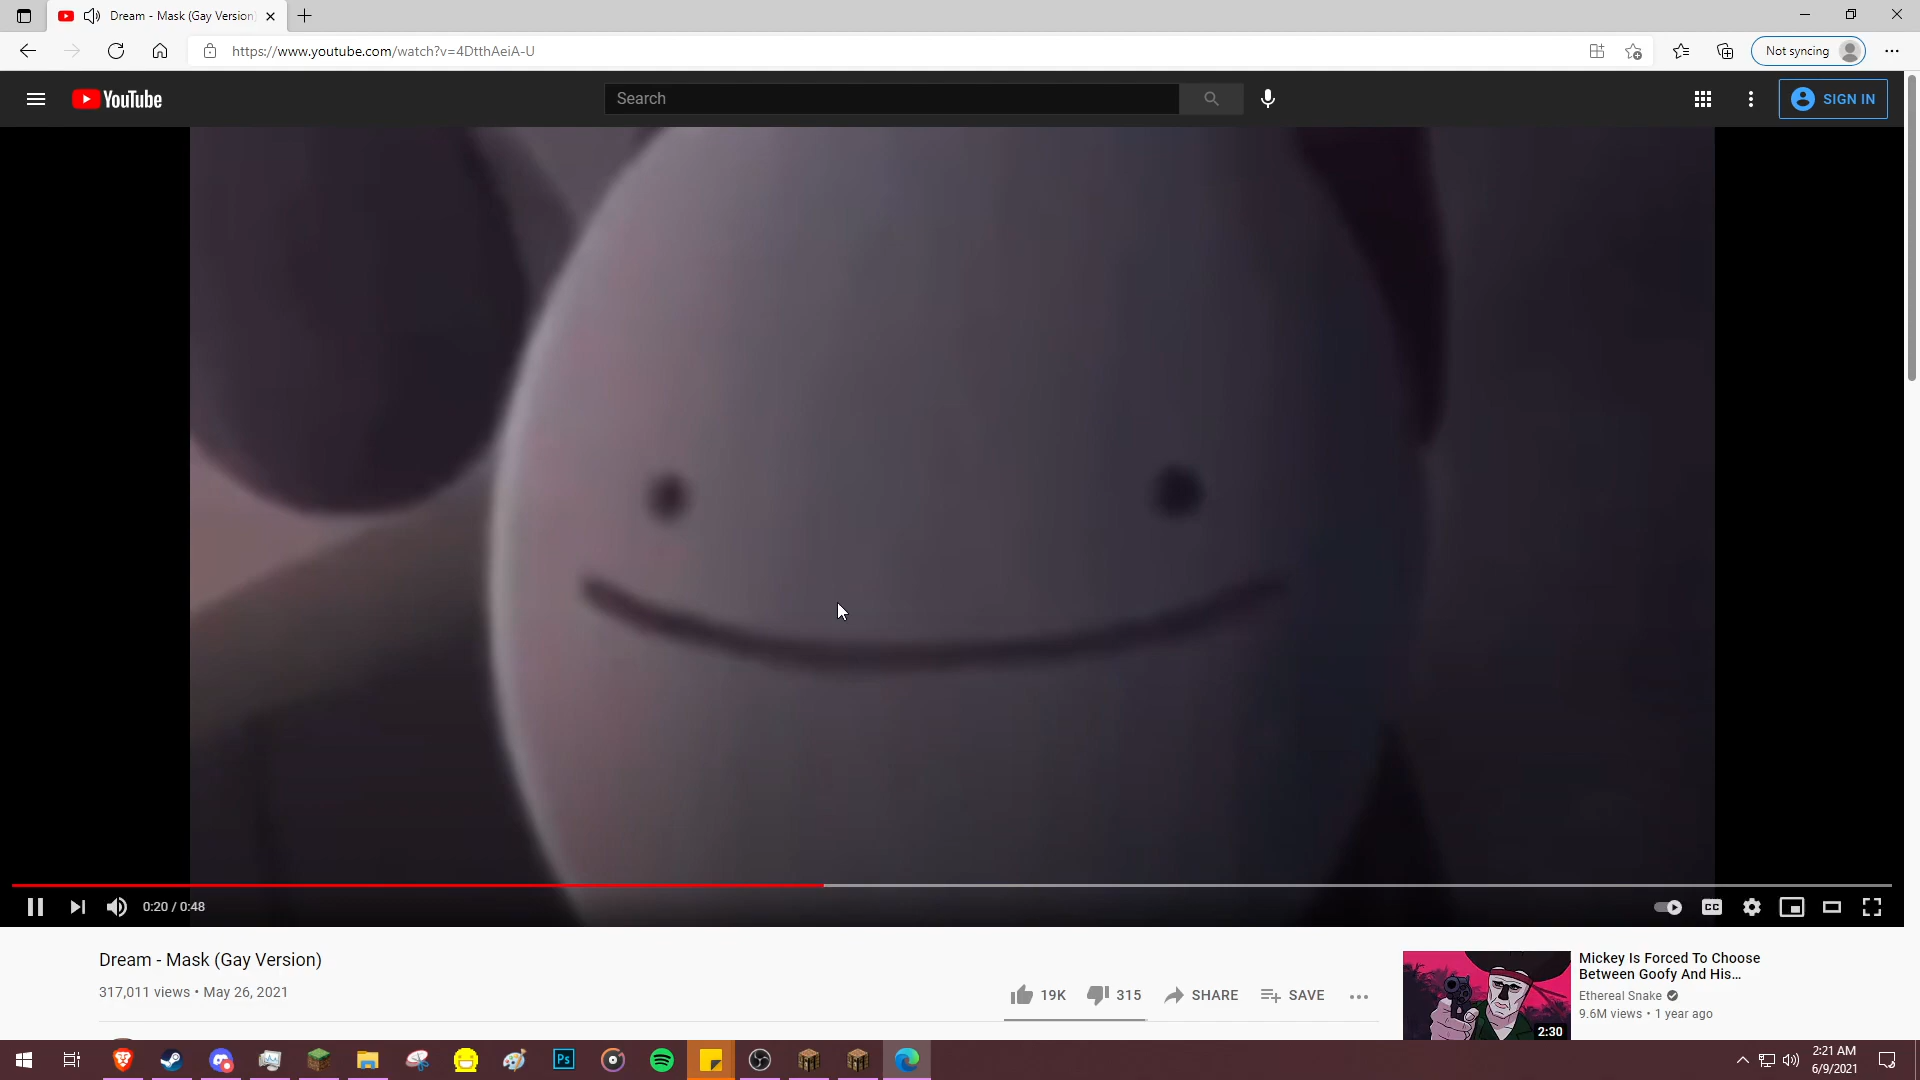 Dream - Mask (Gay Version)
https://www.youtube.com/watch?v=4DtthAeiA-U
Not syncing
YouTube
Search
SIGN IN
0:20 / 0:48
CC
Dream - Mask (Gay Version)
317,011 views • May 26, 2021
19K
315
SHARE
SAVE
Mickey Is Forced To Choose
Between Goofy And His...
Ethereal Snake
9.6M views • 1 year ago
2:30
Ps
2:21 AM
6/9/2021